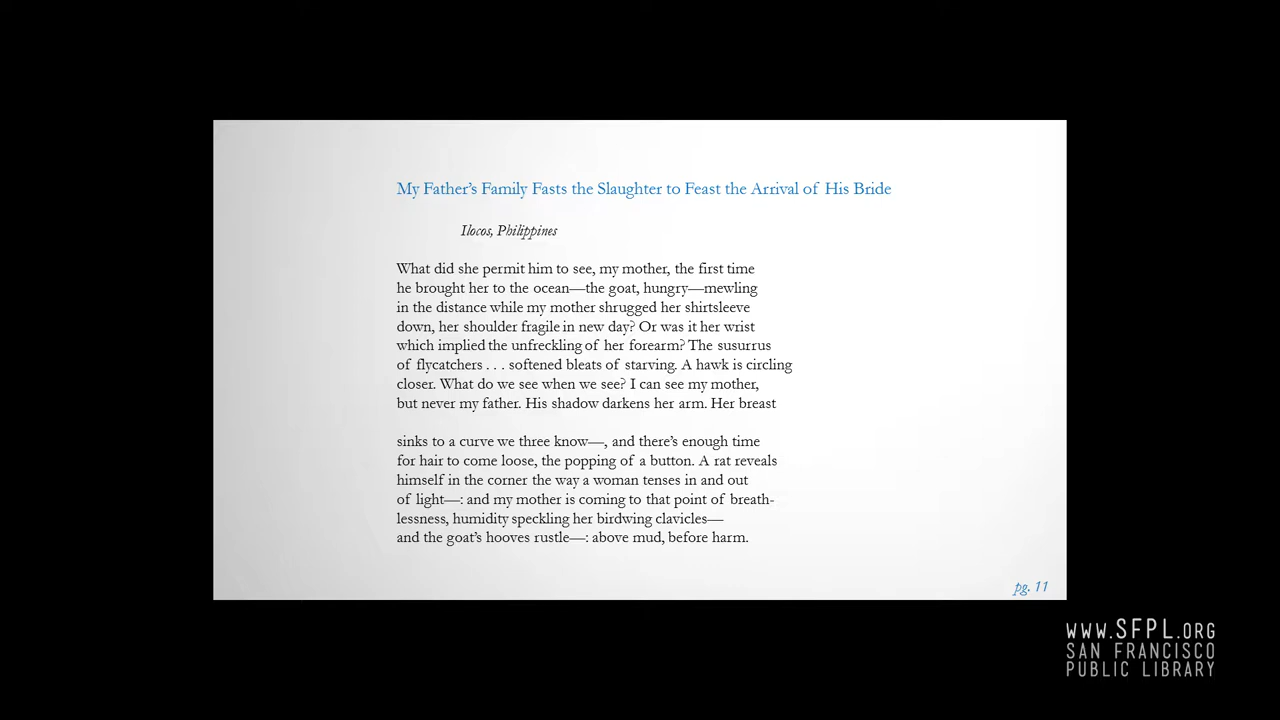 My Father's Family Fasts the Slaughter to Feast the Arrival of His Bride
Ilocos, Philippines
What did she permit him to see, my mother, the first time
he brought her to the ocean—the goat, hungry—mewling
in the distance while my mother shrugged her shirtsleeve
down, her shoulder fragile in new day? Or was it her wrist
which implied the unfreckling of her forearm? The susurrus
of flycatchers . . . softened bleats of starving. A hawk is circling
closer. What do we see when we see? I can see my mother,
but never my father. His shadow darkens her arm. Her breast
sinks to a curve we three know—, and there's enough time
for hair to come loose, the popping of a button. A rat reveals
himself in the corner the way a woman tenses in and out
of light—: and my mother is coming to that point of breath-
lessness, humidity speckling her birdwing clavicles—
and the goat's hooves rustle—: above mud, before harm.
pg. 11
WWW.SFPL.ORG
SAN FRANCISCO
PUBLIC LIBRARY